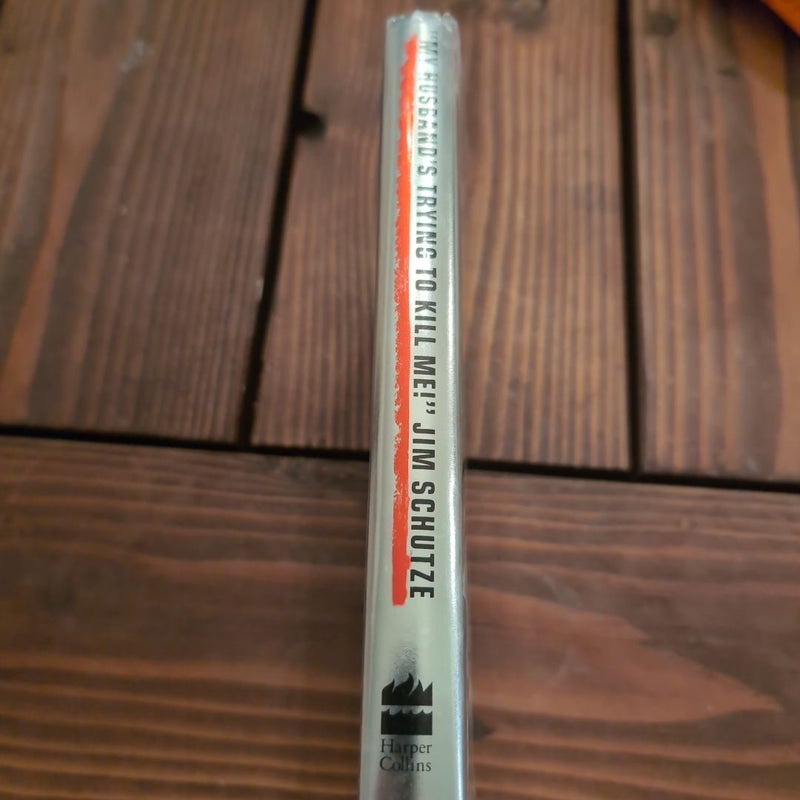 "MY HUSBAND'S TRYING TO KILL ME!" JIM SCHUTZE
Harper
Collins